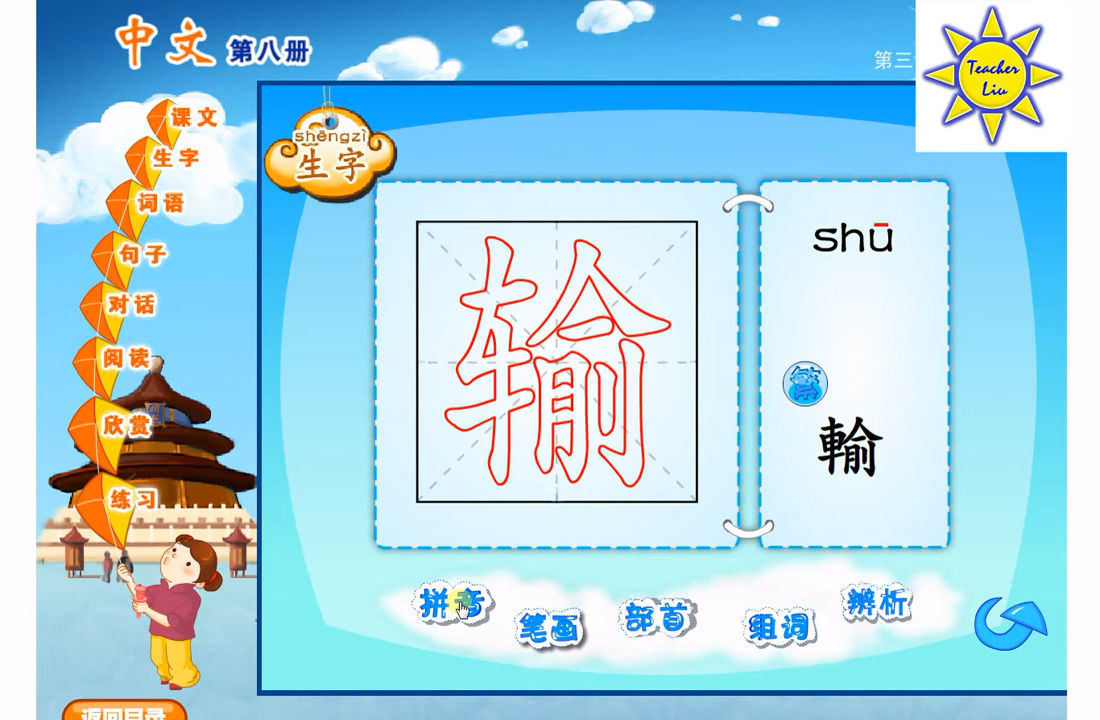 中文 第八册
第三
Teacher
Liu
课文
生字
词语
句子
对话
阅读
欣赏
练习
shēngzì
生字
输
shū
繁
輸
拼音
笔画
部首
组词
辨析
返回目录